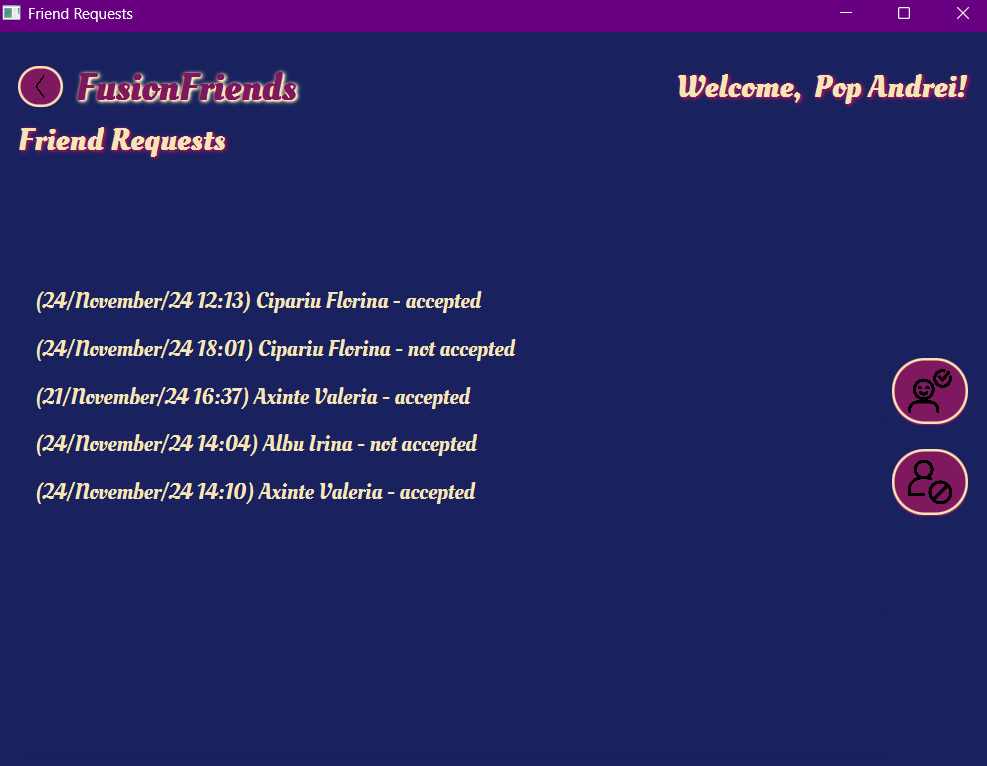 Friend Requests
FusionFriends
Welcome, Pop Andrei!
Friend Requests
(24/November/24 12:13) Cipariu Florina - accepted
(24/November/24 18:01) Cipariu Florina - not accepted
(21/November/24 16:37) Axinte Valeria - accepted
(24/November/24 14:04) Albu Irina - not accepted
(24/November/24 14:10) Axinte Valeria - accepted